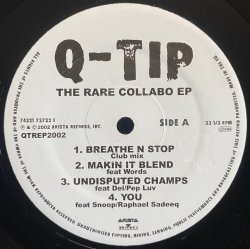 Q-TIP
THE RARE COLLABO EP
74321 73732 1
℗ © 2002 ARISTA RECORDS, INC.
QTREP2002
SIDE A
33 1/3 RPM
1. BREATHE N STOP
Club mix
2. MAKIN IT BLEND
feat Words
3. UNDISPUTED CHAMPS
feat Del/Pep Luv
4. YOU
feat Snoop/Raphael Sadeeq
ARISTA